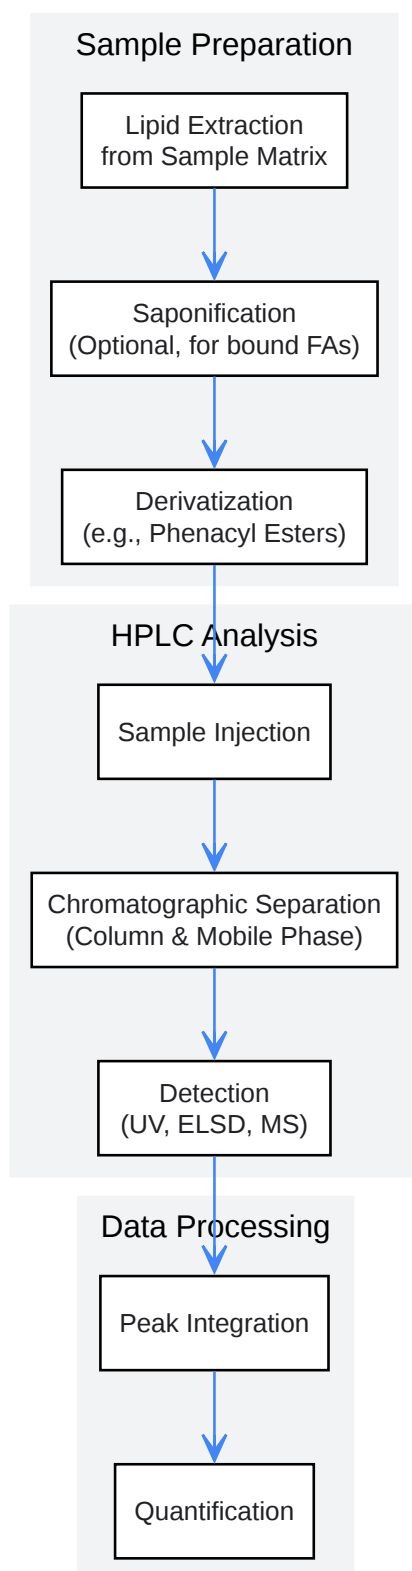 Sample Preparation
Lipid Extraction
from Sample Matrix
Saponification
(Optional, for bound FAs)
Derivatization
(e.g., Phenacyl Esters)
HPLC Analysis
Sample Injection
Chromatographic Separation
(Column & Mobile Phase)
Detection
(UV, ELSD, MS)
Data Processing
Peak Integration
Quantification